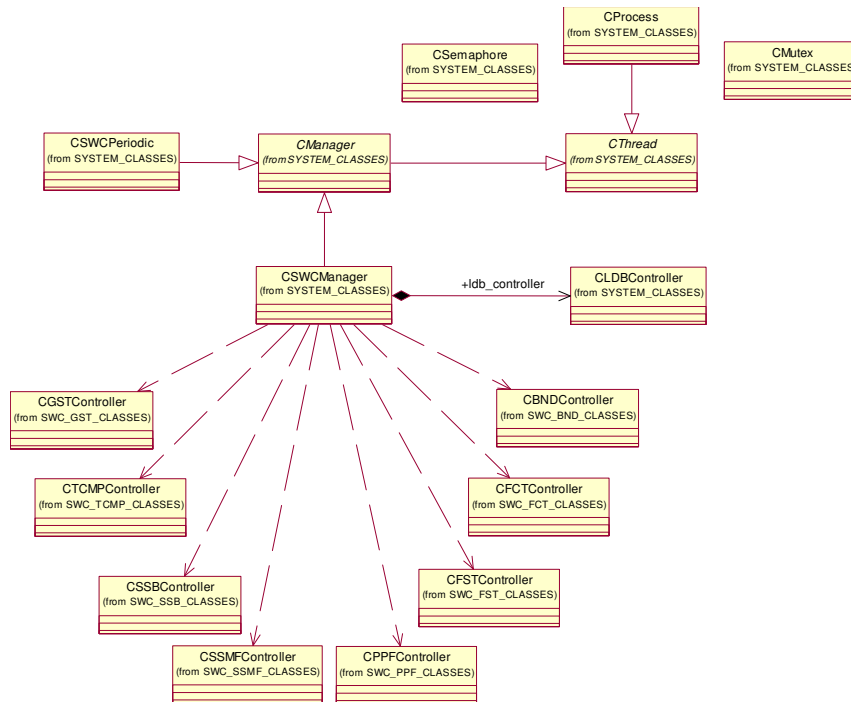 CProcess
(from SYSTEM_CLASSES)
CSemaphore
(from SYSTEM_CLASSES)
CMutex
(from SYSTEM_CLASSES)
CSWCPeriodic
(from SYSTEM_CLASSES)
CManager
(from SYSTEM_CLASSES)
CThread
(from SYSTEM_CLASSES)
CSWCManager
(from SYSTEM_CLASSES)
+ldb_controller
CLDBController
(from SYSTEM_CLASSES)
CGSTController
(from SWC_GST_CLASSES)
CBNDController
(from SWC_BND_CLASSES)
CTCMPController
(from SWC_TCMP_CLASSES)
CFCTController
(from SWC_FCT_CLASSES)
CSSBController
(from SWC_SSB_CLASSES)
CFSTController
(from SWC_FST_CLASSES)
CSSMFController
(from SWC_SSMF_CLASSES)
CPPFController
(from SWC_PPF_CLASSES)